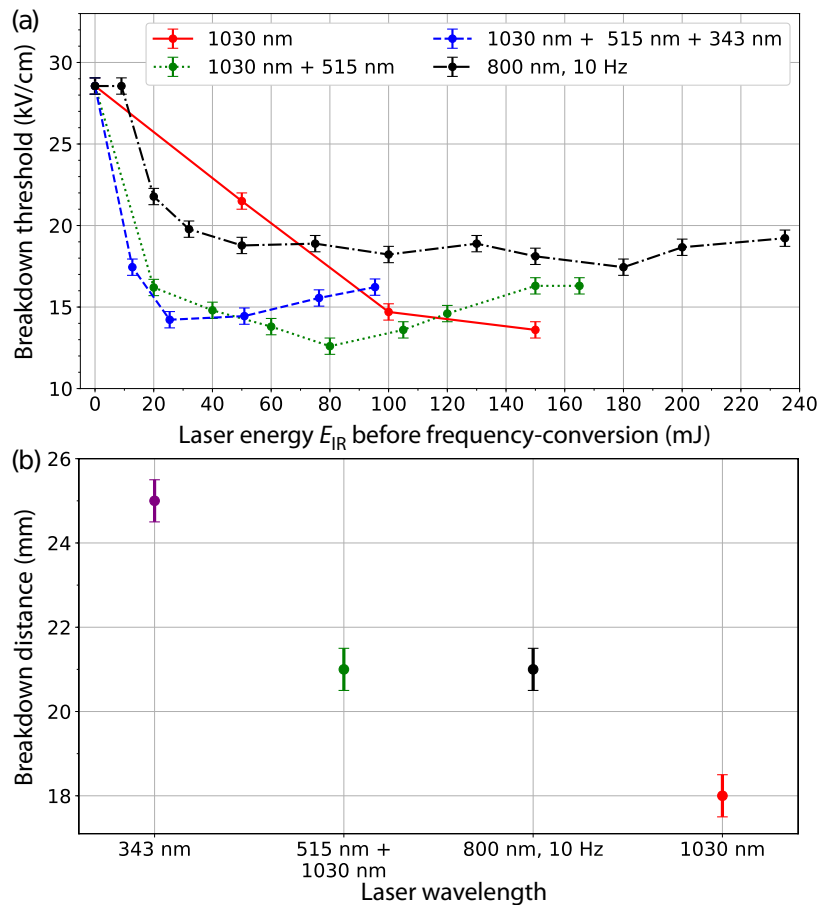 (a)
1030 nm
1030 nm + 515 nm
1030 nm + 515 nm + 343 nm
800 nm, 10 Hz
Breakdown threshold (kV/cm)
30
25
20
15
10
0 20 40 60 80 100 120 140 160 180 200 220 240
Laser energy EIR before frequency-conversion (mJ)
(b)
Breakdown distance (mm)
26
24
22
20
18
343 nm
515 nm +
1030 nm
800 nm, 10 Hz
1030 nm
Laser wavelength